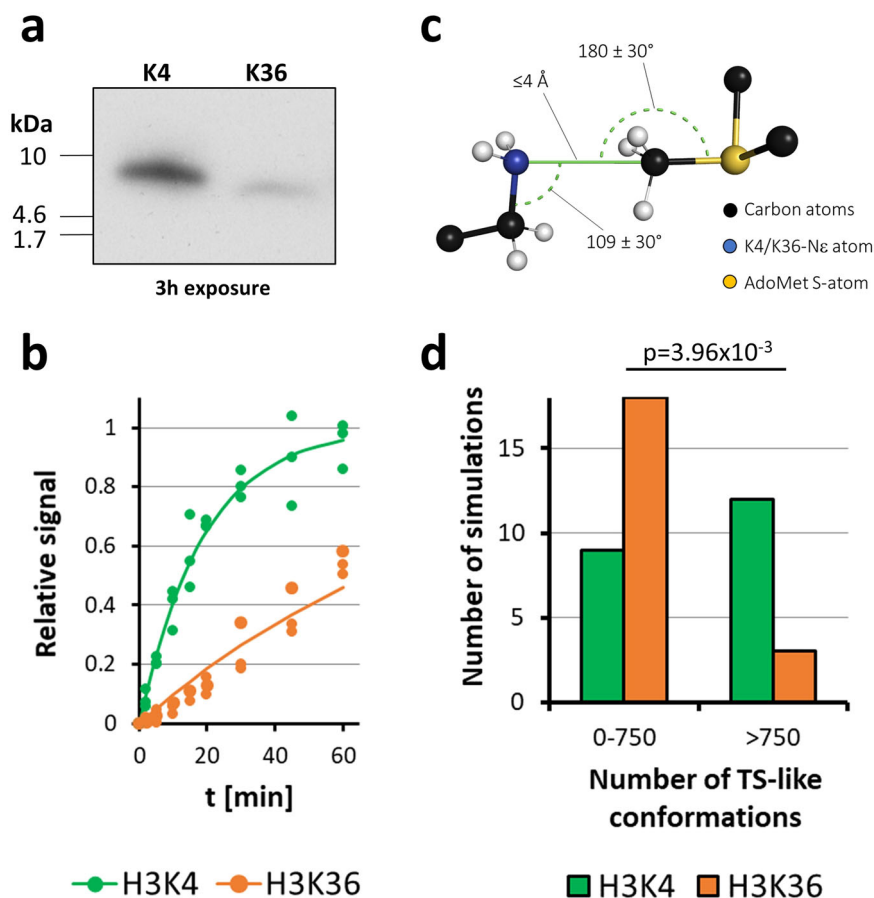 a
K4 K36
kDa
10
4.6
1.7
3h exposure
c
180 ± 30°
≤4 Å
109 ± 30°
Carbon atoms
K4/K36-Nε atom
AdoMet S-atom
b
Relative signal
1
0.8
0.6
0.4
0.2
0
0 20 40 60
t [min]
H3K4 H3K36
d
p=3.96x10⁻³
Number of simulations
15
10
5
0
0-750 >750
Number of TS-like
conformations
H3K4 H3K36